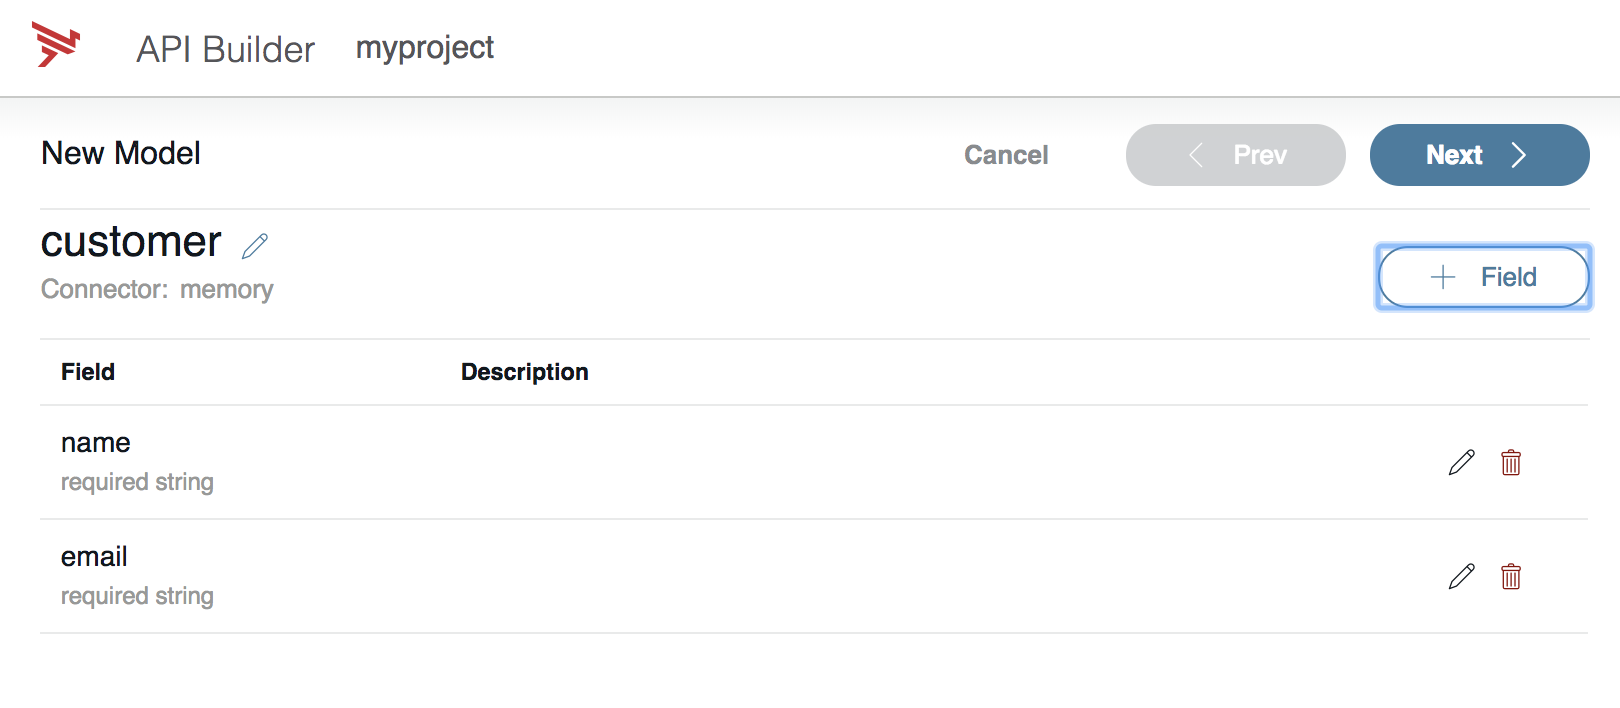 API Builder myproject
New Model
Cancel
Prev
Next
customer
Connector: memory
Field
Field Description
name
required string
email
required string